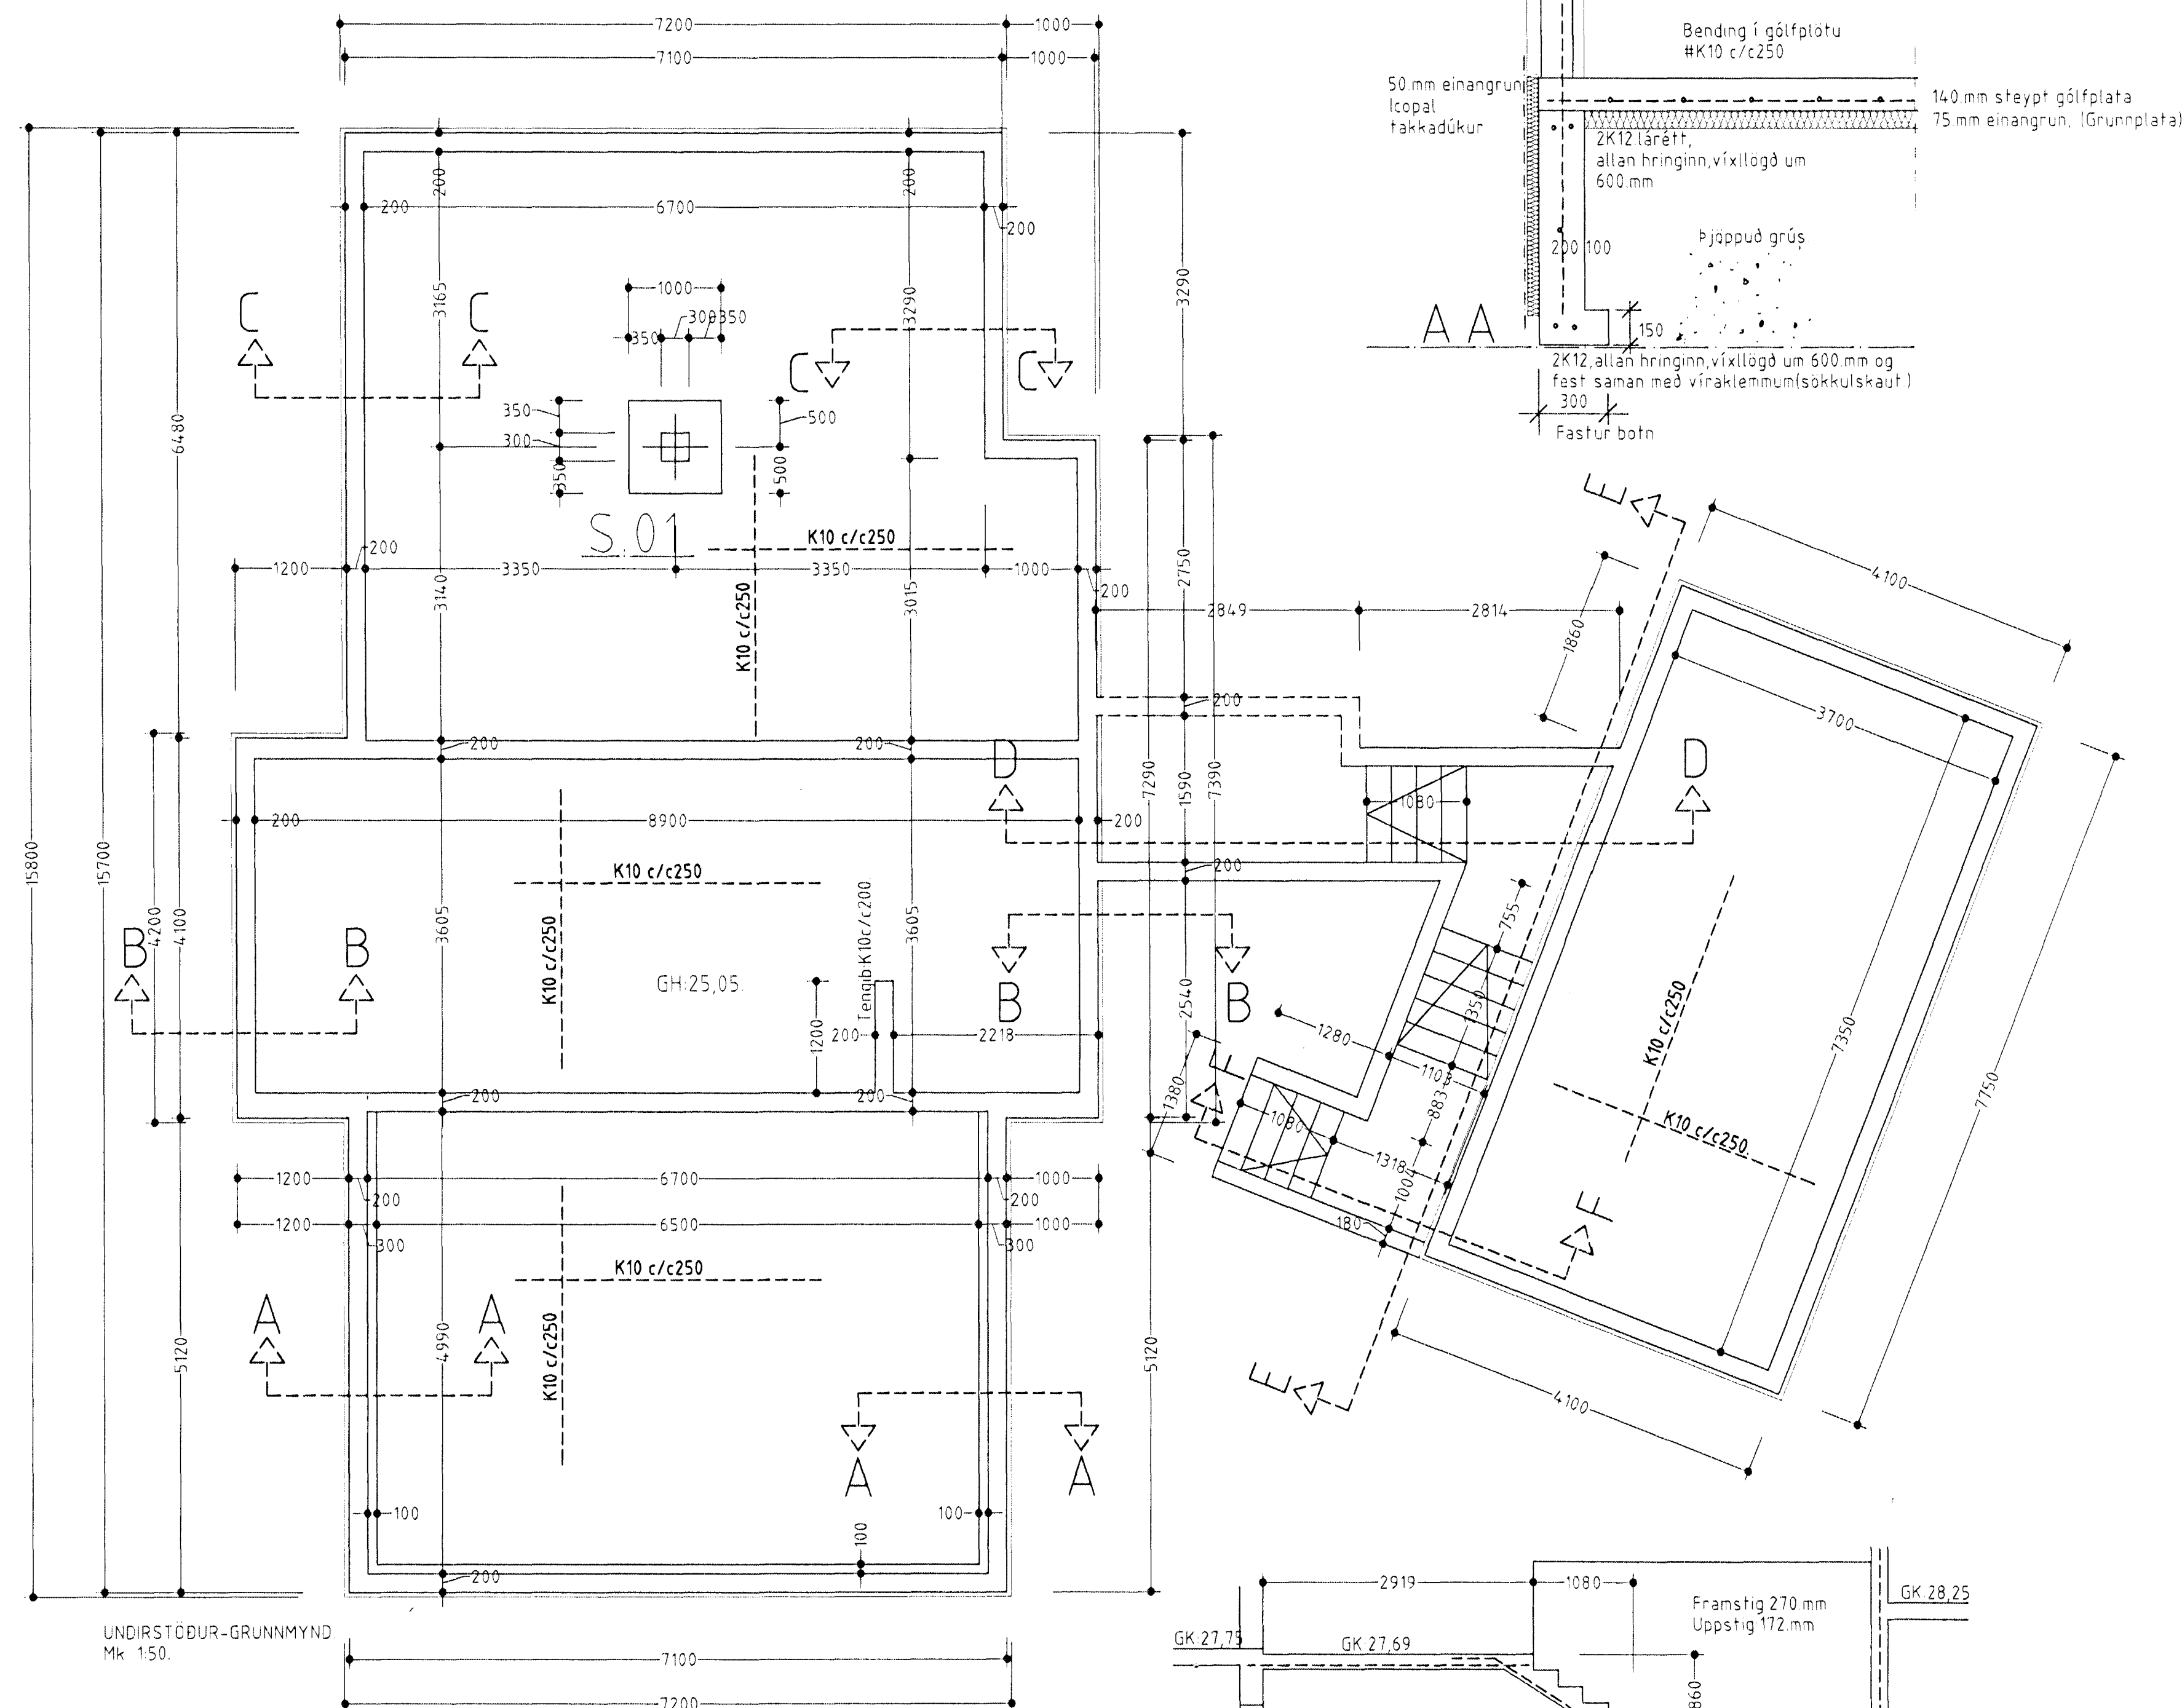 7200
1000
7100
1000
Bending í gólfplötu
#K10 c/c250
50.mm einangrun
Icopal
takkadúkur.
140.mm steypt gólfplata
75.mm einangrun, (Grunnplata)
2K12.lárétt,
allan hringinn,víxllögð um
600.mm
200 100
Þjöppuð grús.
A A
150
2K12,allan hringinn,víxllögð um 600.mm og
fest saman með víraklemmum(sökkulskaut)
300
Fastur botn
200
200
200
6700
200
3165
3290
3290
1000
300
350
350
C
C
C
C
6480
350
300
350
500
500
S.01
K10 c/c250
K10 c/c250
1200
200
3350
3350
1000
200
3140
3015
2750
2849
2814
E
4100
1860
3700
200
200
200
D
D
15800
15700
4200
4100
7290
1590
7390
1080
200
8900
200
200
K10 c/c250
K10 c/c250
3605
3605
Tengib:K10c/c200
GH:25,05.
B
B
B
B
1200
200
2218
2540
755
1350
1280
1103
883
K10 c/c250
K10 c/c250.
7350
7750
200
200
1380
F
1080
1318
1004
180
F
1200
200
6700
200
1000
1200
300
6500
300
1000
K10 c/c250
K10 c/c250
5120
4990
5120
A
A
A
A
E
4100
100
100
100
200
UNDIRSTÖÐUR-GRUNNMYND
Mk 1:50.
7100
7200
2919
1080
GK:28,25
Framstig 270.mm
Uppstig 172.mm
GK:27,75
GK:27,69
860